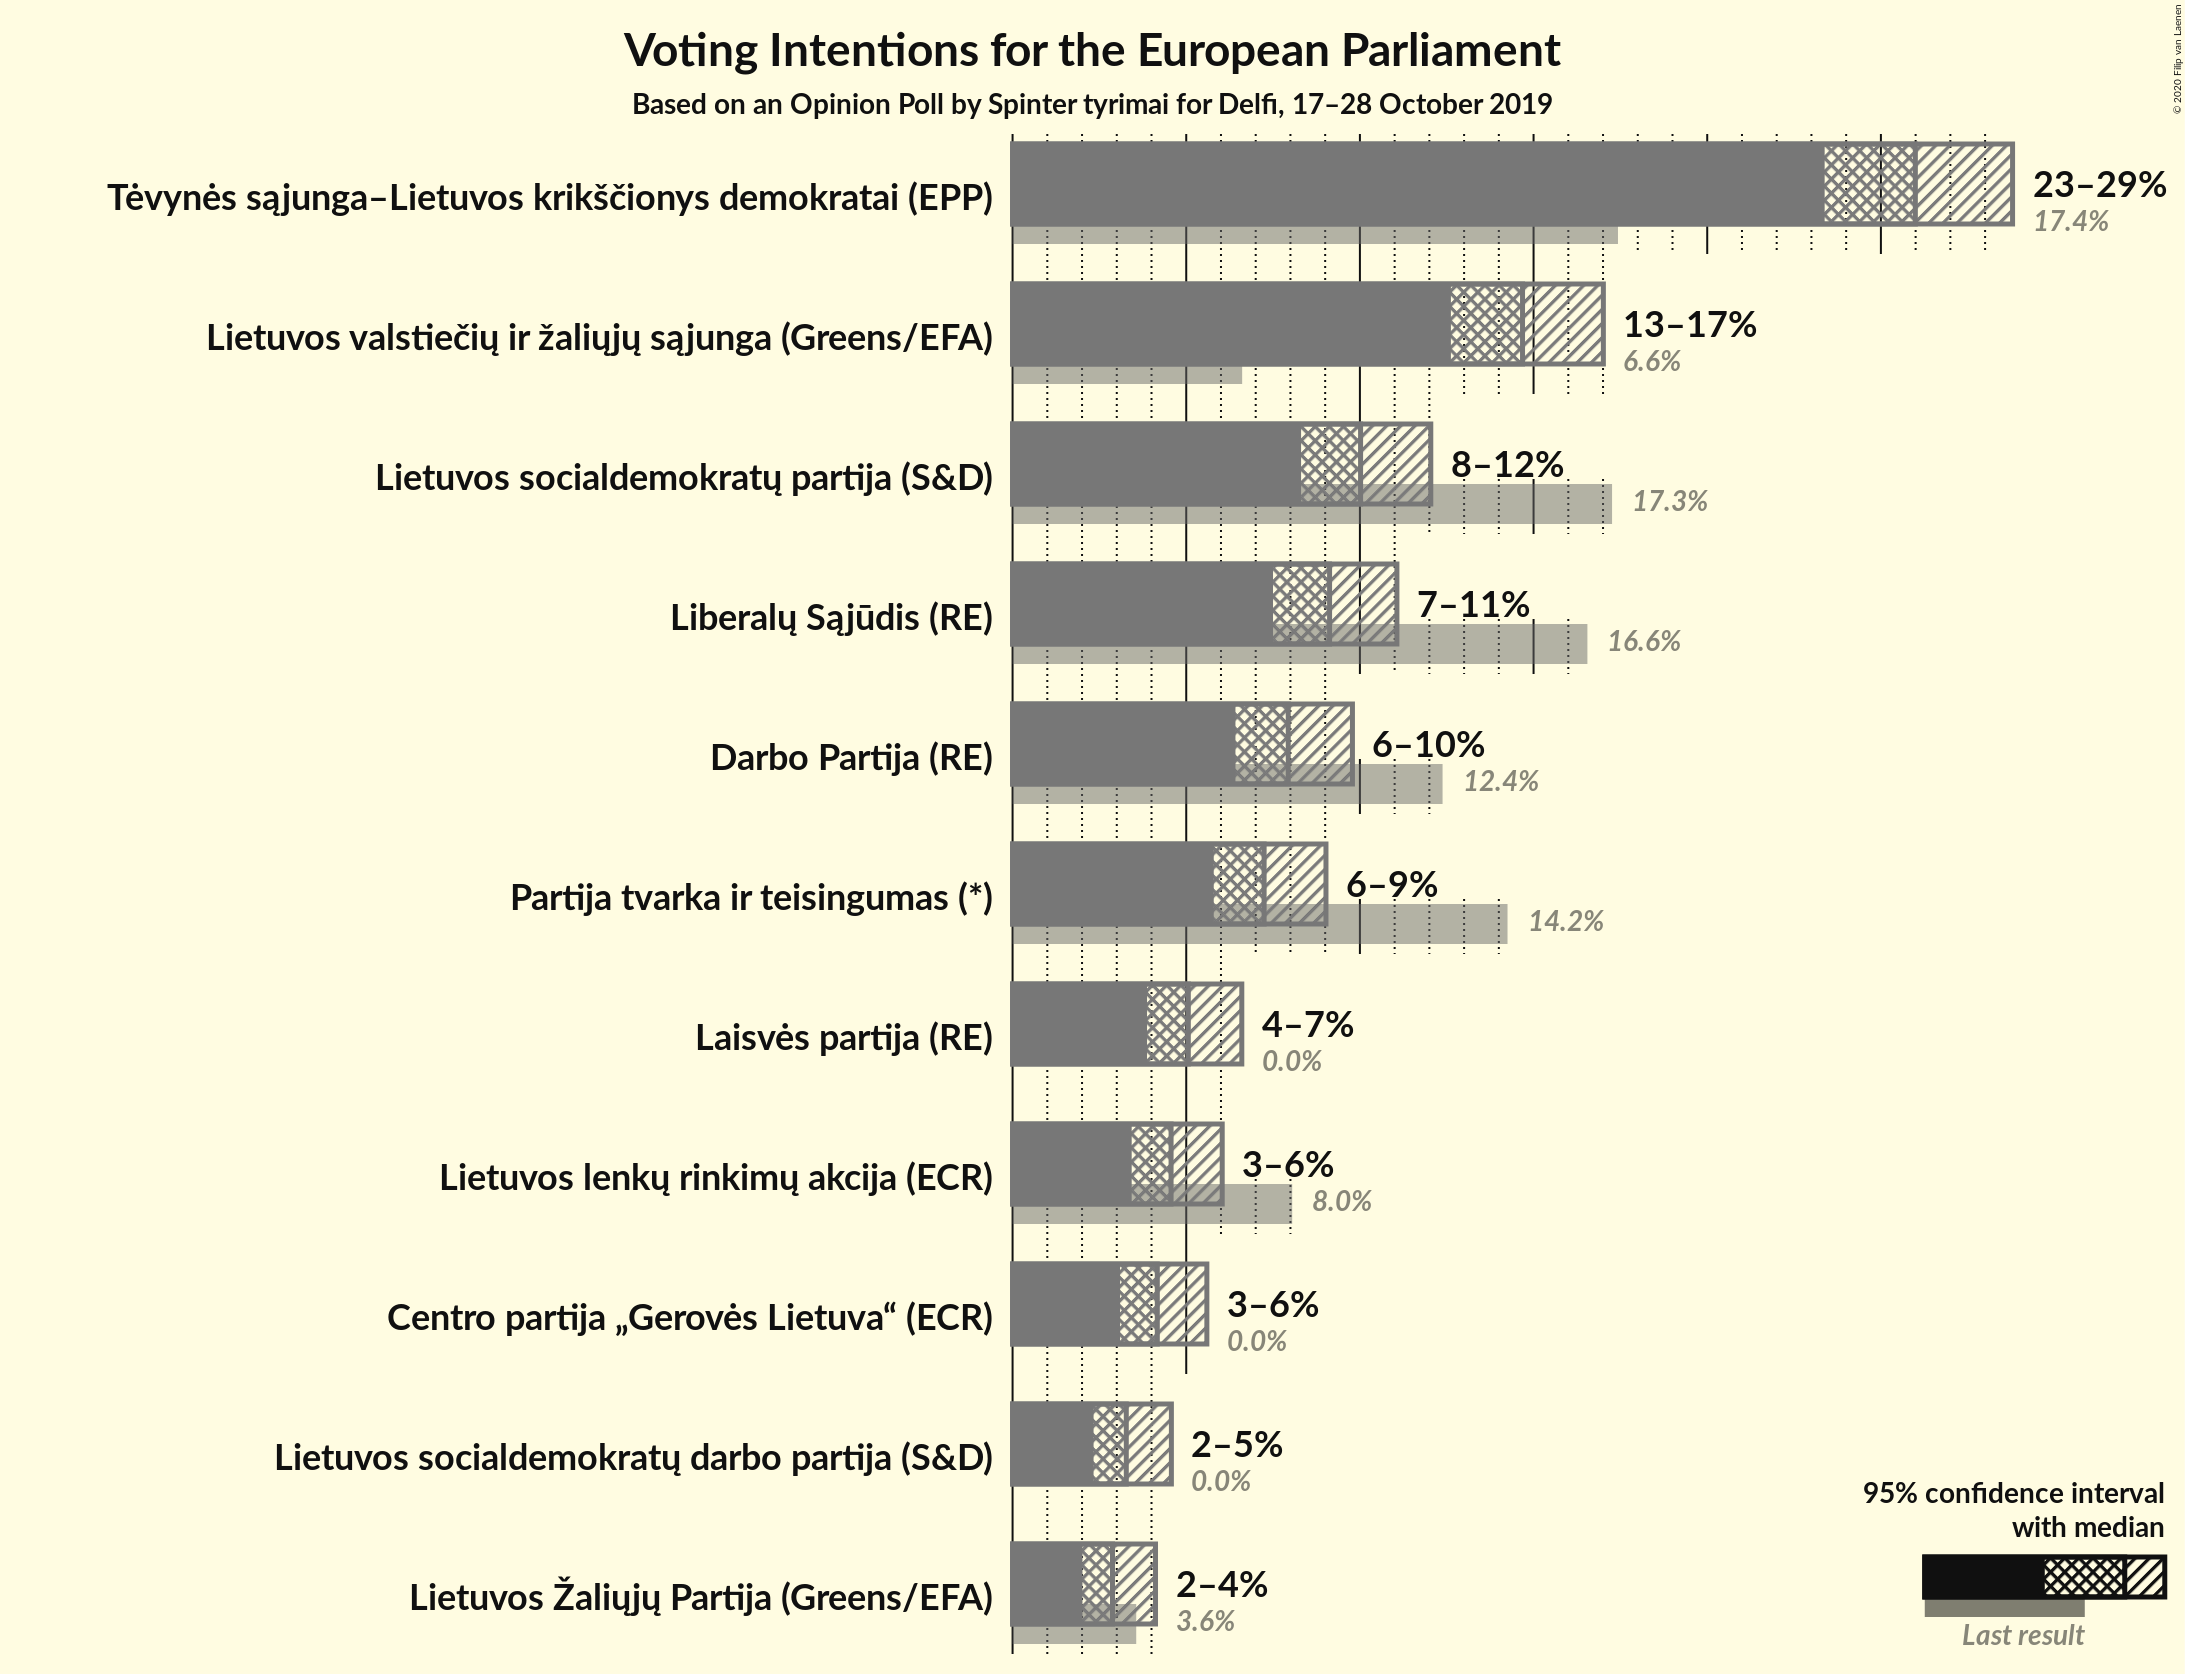 © 2020 Filip van Laenen
Voting Intentions for the European Parliament
Based on an Opinion Poll by Spinter tyrimai for Delfi, 17–28 October 2019
Tėvynės sąjunga–Lietuvos krikščionys demokratai (EPP)
23–29%
17.4%
Lietuvos valstiečių ir žaliųjų sąjunga (Greens/EFA)
13–17%
6.6%
Lietuvos socialdemokratų partija (S&D)
8–12%
17.3%
Liberalų Sąjūdis (RE)
7–11%
16.6%
Darbo Partija (RE)
6–10%
12.4%
Partija tvarka ir teisingumas (*)
6–9%
14.2%
Laisvės partija (RE)
4–7%
0.0%
Lietuvos lenkų rinkimų akcija (ECR)
3–6%
8.0%
Centro partija „Gerovės Lietuva“ (ECR)
3–6%
0.0%
Lietuvos socialdemokratų darbo partija (S&D)
2–5%
0.0%
Lietuvos Žaliųjų Partija (Greens/EFA)
2–4%
3.6%
95% confidence interval
with median
Last result